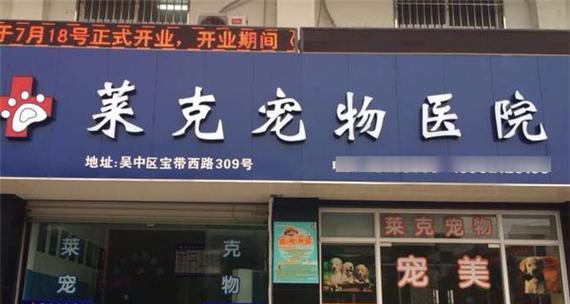 于7月18号正式开业，开业期间
莱克宠物医院
地址:吴中区宝带西路309号
莱克宠物
宠美
莱克
宠物